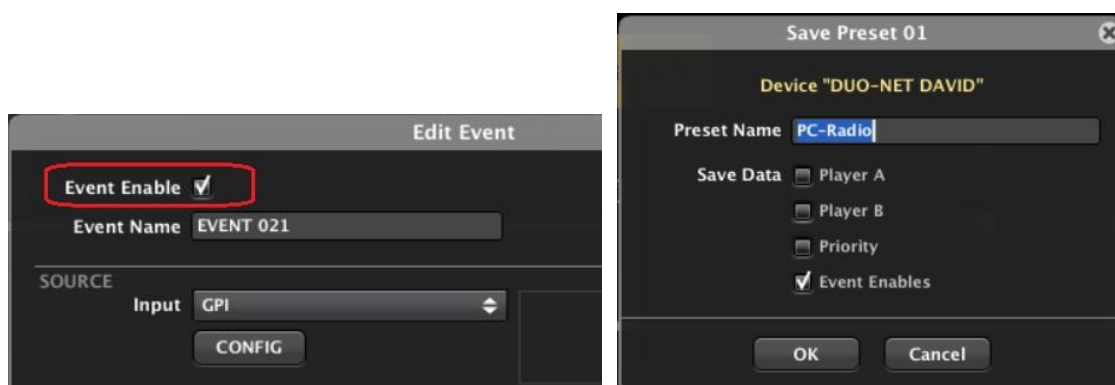 Edit Event
Event Enable
Event Name EVENT 021
SOURCE
Input GPI
CONFIG
Save Preset 01
Device "DUO-NET DAVID"
Preset Name PC-Radio
Save Data Player A
Player B
Priority
Event Enables
OK Cancel